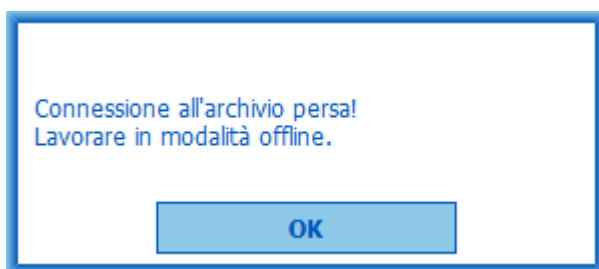 Connessione all'archivio persa!
Lavorare in modalità offline.
OK